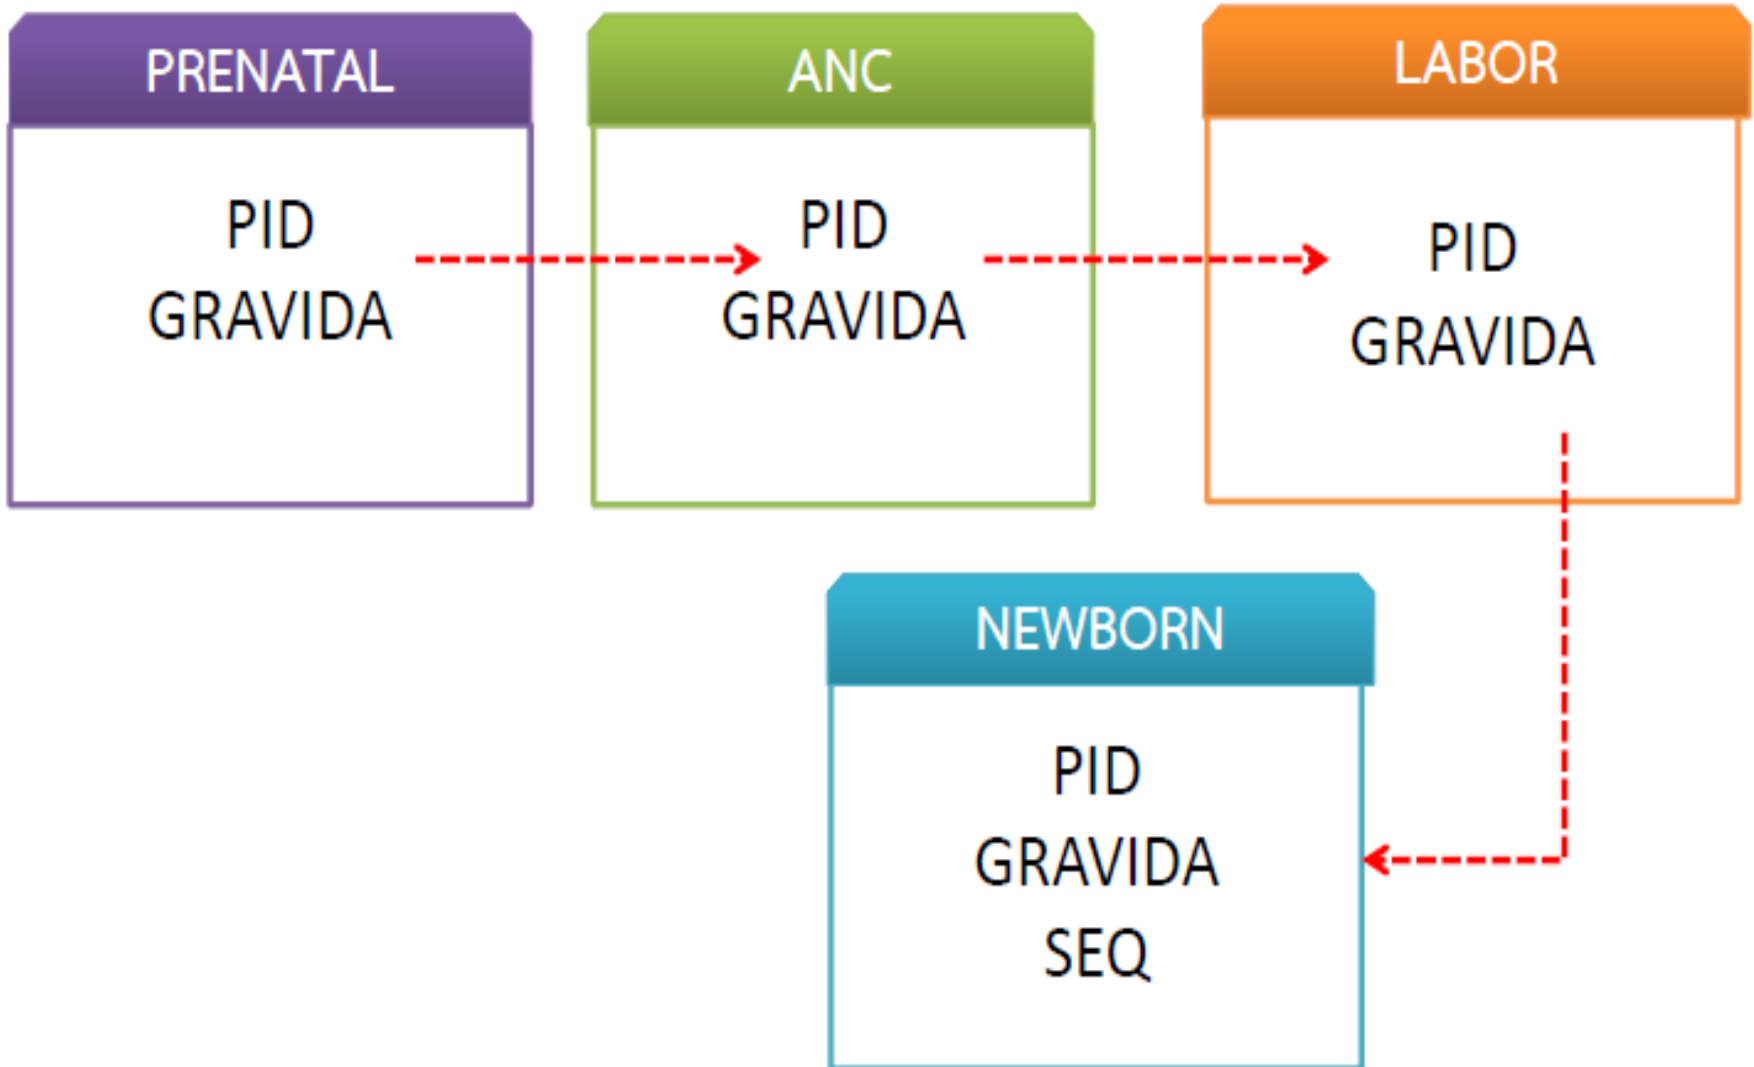 PRENATAL
PID
GRAVIDA
ANC
PID
GRAVIDA
LABOR
PID
GRAVIDA
NEWBORN
PID
GRAVIDA
SEQ